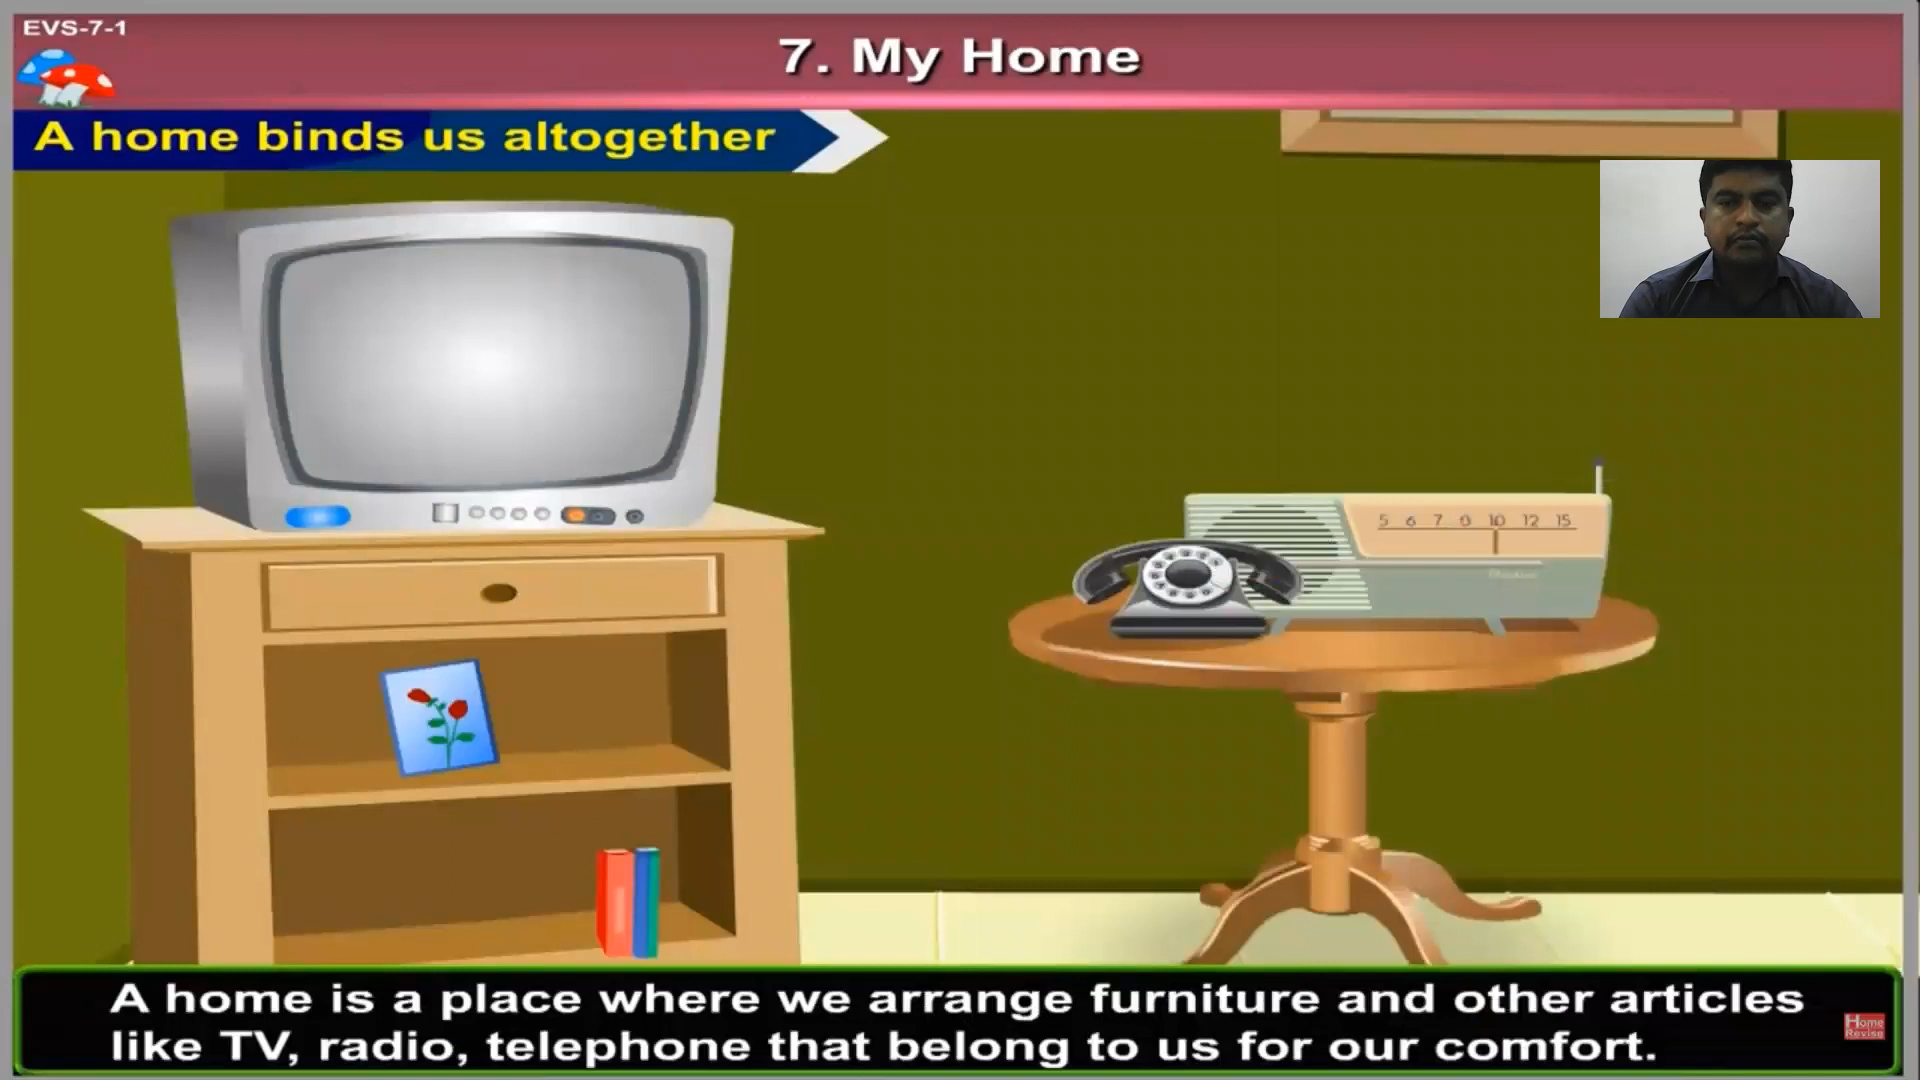 EVS-7-1
7. My Home
A home binds us altogether
5 6 7 8 10 12 15
A home is a place where we arrange furniture and other articles
like TV, radio, telephone that belong to us for our comfort.
Home
Revise